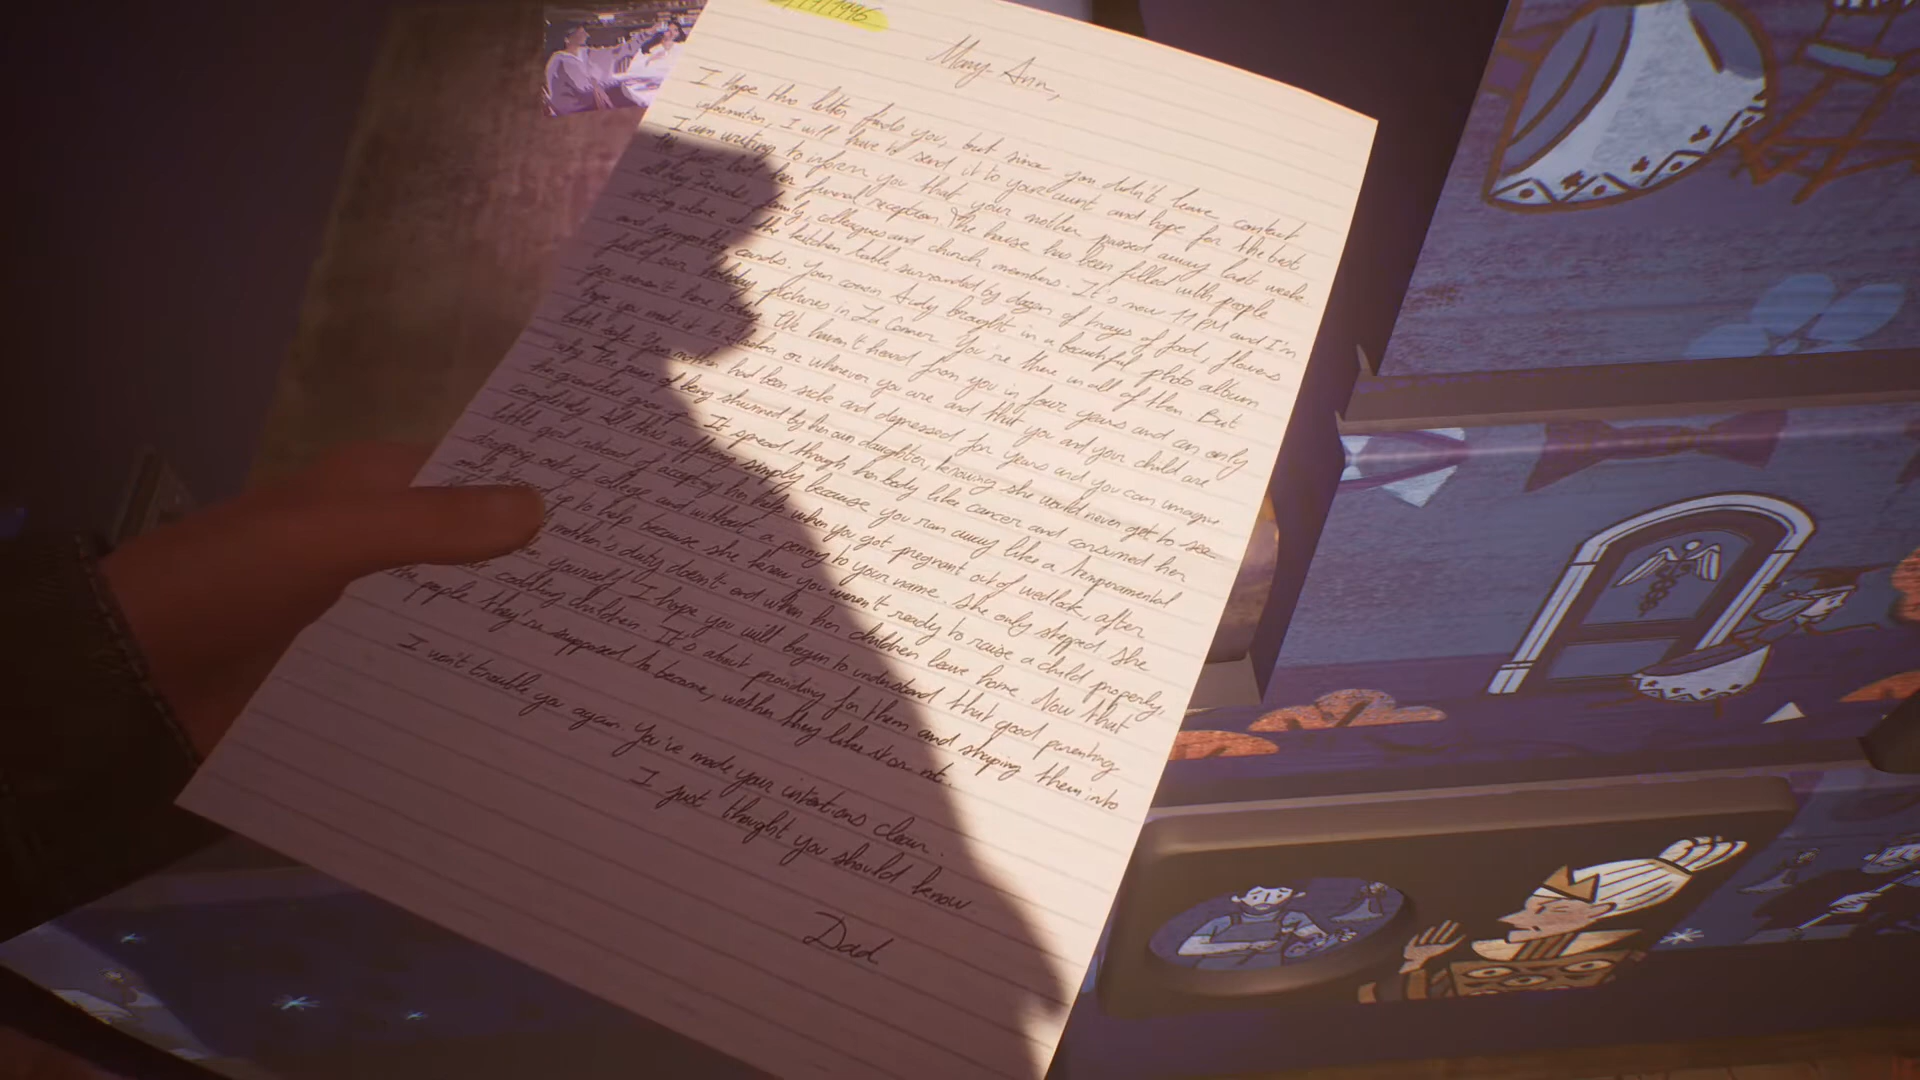 /1996
Mary-Ann,
I Hope this letter finds you, but since you didn't leave contact
information, I will have to send it to your aunt and hope for the best
I am writing to inform you that your mother passed away last week.
her funeral reception. The house has been filled with people
all day. friends, family, colleagues and church members. It's now 11 PM and I'm
sitting alone at the kitchen table, surrounded by dozen of trays of food, flowers
and sympathy cards. Your cousin brought in a beautiful photo album
full of our holiday pictures in La Conner. You're there in all of them. But
you weren't here today. We haven't heard from you in four years and can only
hope you made it to or wherever you are and that you and your child are
both safe. Your mother had been sick and depressed for years and you can imagine
why. The pain of being shunned by her own daughter, knowing she would never get to see
the grandchild grow up. It spread through her body like cancer and consumed her
completely. All this suffering simply because you ran away like a temperamental
little girl instead of accepting her help when you got pregnant out of wedlock, after
dropping out of college and without a penny to your name. She only stepped
up to help because she knew you weren't ready to raise a child properly.
mother's duty doesn't end when her children leave home. Now that
yourself I hope you will begin to understand that good parenting
coddling children. It's about providing for them and shaping them into
the people they're supposed to become, wether they like it or not.
I won't trouble you again. You've made your intentions clear.
I just thought you should know
Dad